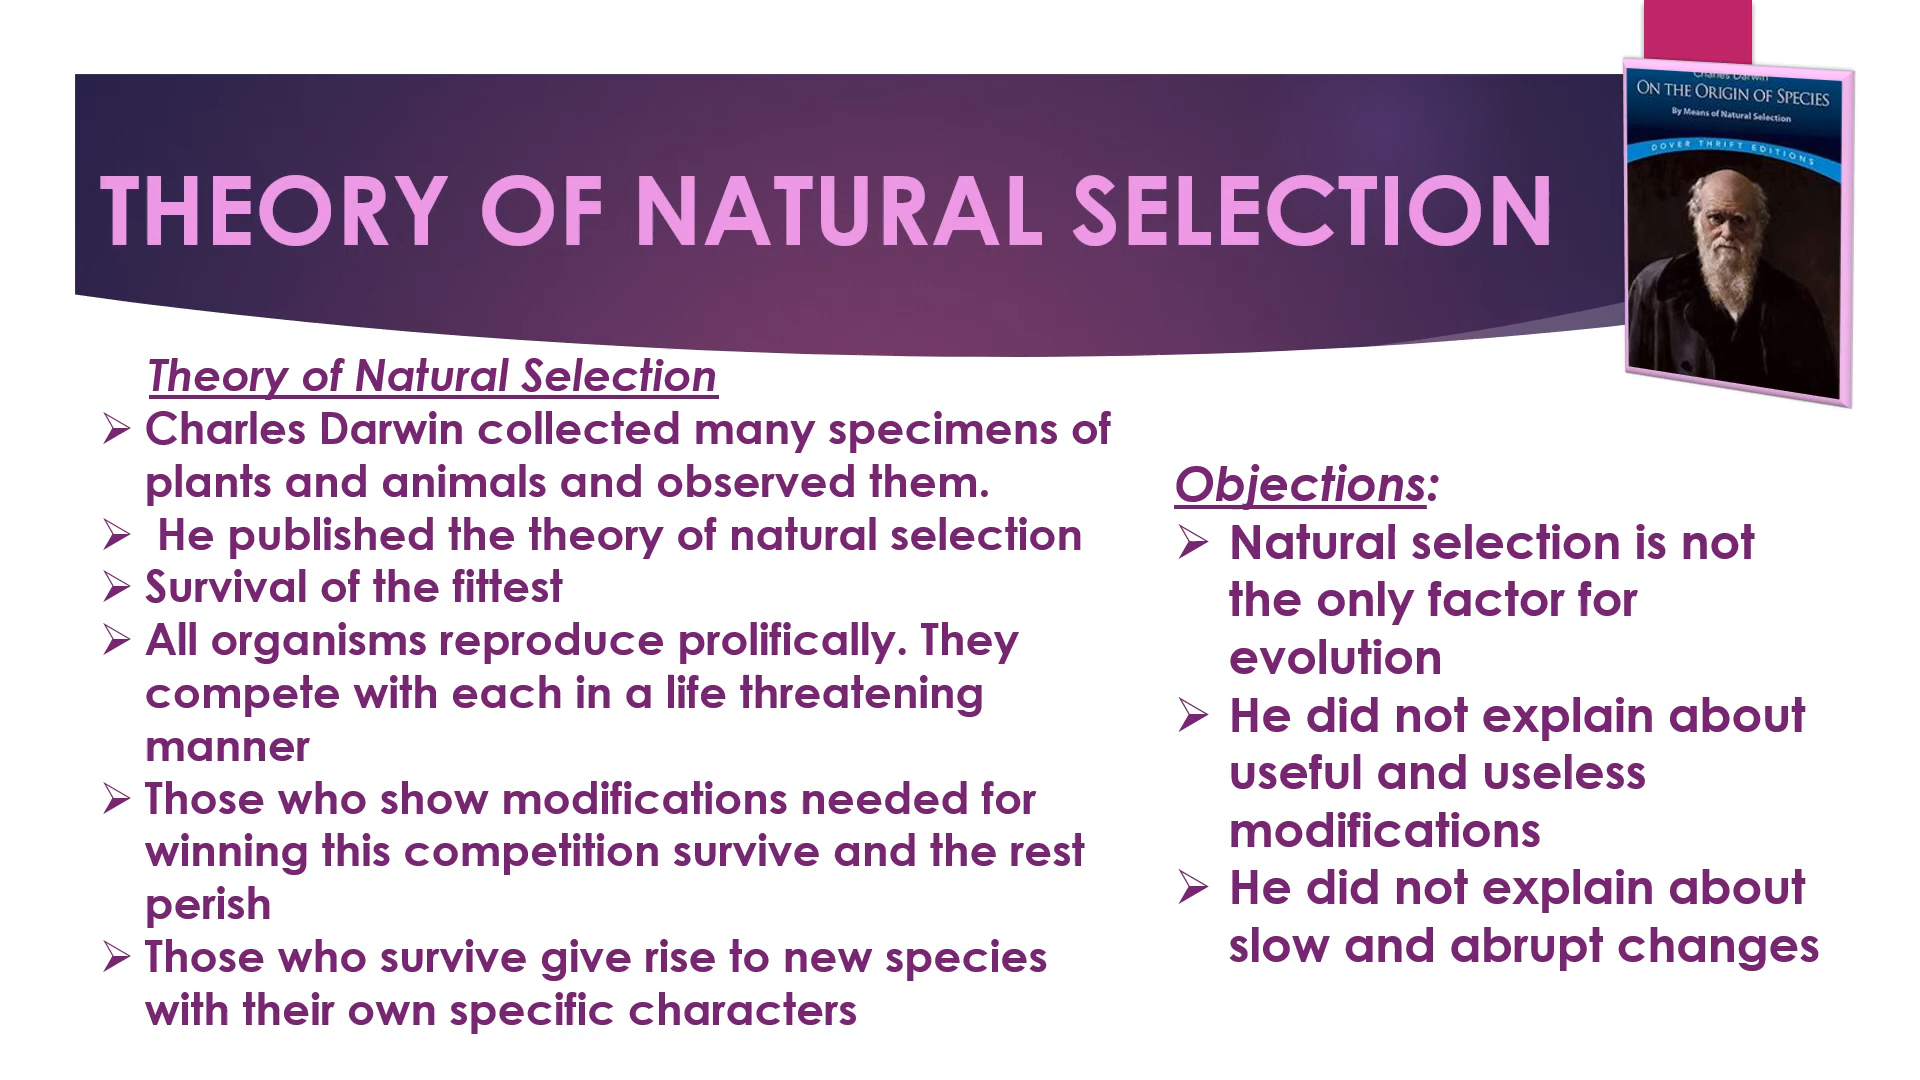 Charles Darwin
ON THE ORIGIN OF SPECIES
By Means of Natural Selection
DOVER THRIFT EDITIONS
THEORY OF NATURAL SELECTION
Theory of Natural Selection
➢ Charles Darwin collected many specimens of
plants and animals and observed them.
➢ He published the theory of natural selection
➢ Survival of the fittest
➢ All organisms reproduce prolifically. They
compete with each in a life threatening
manner
➢ Those who show modifications needed for
winning this competition survive and the rest
perish
➢ Those who survive give rise to new species
with their own specific characters
Objections:
➢ Natural selection is not
the only factor for
evolution
➢ He did not explain about
useful and useless
modifications
➢ He did not explain about
slow and abrupt changes